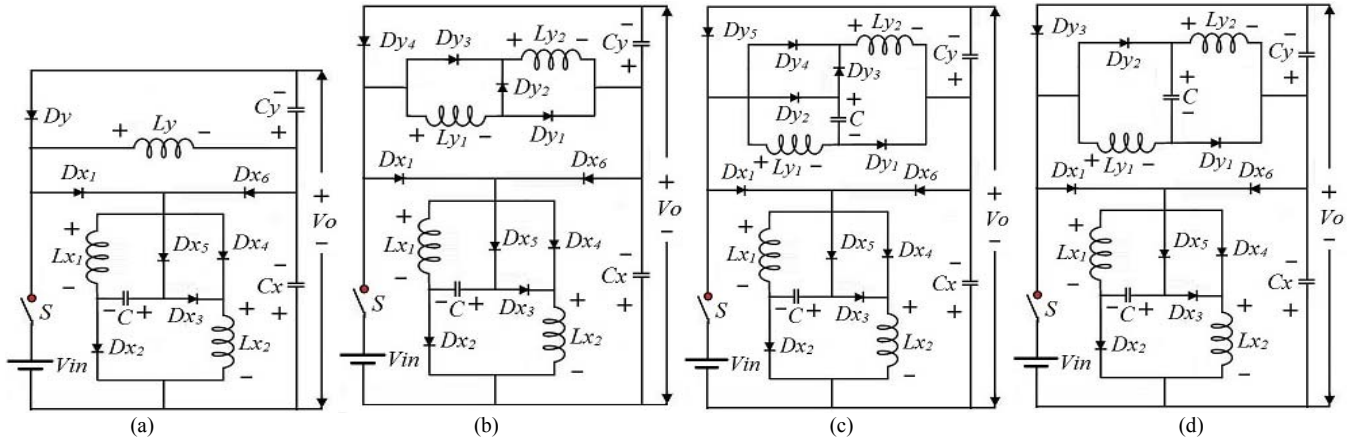 Dy
Ly
+ −
−
Cy
+
Dx1
Dx6
+
Lx1
−
Dx5
Dx4
− C +
Dx3
Dx2
+
Lx2
−
−
Cx
+
S
Vin
+
Vo
−
(a)
Dy4
Dy3
+ Ly2 −
Dy2
+ Ly1 −
Dy1
−
Cy
+
Dx1
Dx6
+
Lx1
−
Dx5
Dx4
− C +
Dx3
Dx2
+
Lx2
−
−
Cx
+
S
Vin
+
Vo
−
(b)
Dy5
Dy4
+ Ly2 −
Dy3
Dy2
+
C
−
+ Ly1 −
Dy1
−
Cy
+
Dx1
Dx6
+
Lx1
−
Dx5
Dx4
− C +
Dx3
Dx2
+
Lx2
−
−
Cx
+
S
Vin
+
Vo
−
(c)
Dy3
Dy2
+ Ly2 −
+
C
−
+ Ly1 −
Dy1
−
Cy
+
Dx1
Dx6
+
Lx1
−
Dx5
Dx4
− C +
Dx3
Dx2
+
Lx2
−
−
Cx
+
S
Vin
+
Vo
−
(d)